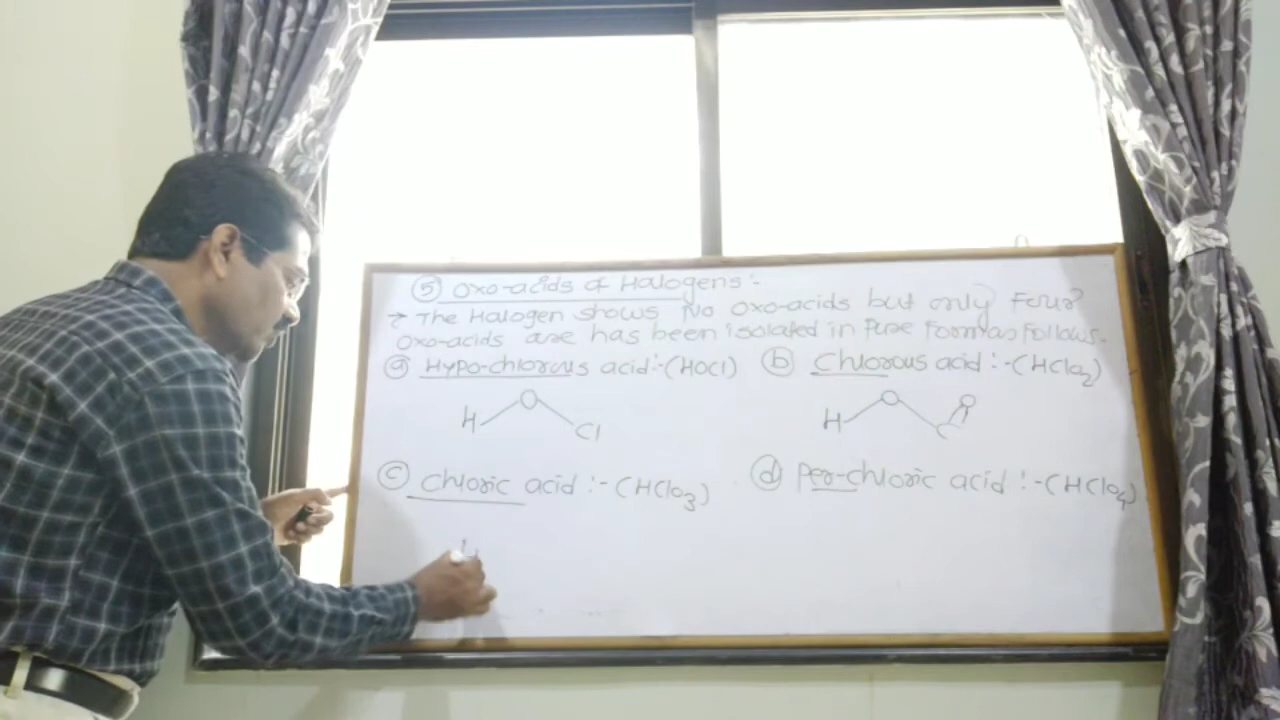 ⑤ Oxo-acids of Halogens :-
→ The Halogen shows No oxo-acids but only Four
oxo-acids are has been isolated in Pure Form as Follows.
ⓐ Hypo-chlorous acid :- (HOCl) ⓑ Chlorous acid :- (HClO₂)
H O Cl H O C O
ⓒ Chloric acid :- (HClO₃) ⓓ Per-chloric acid :- (HClO₄)
H